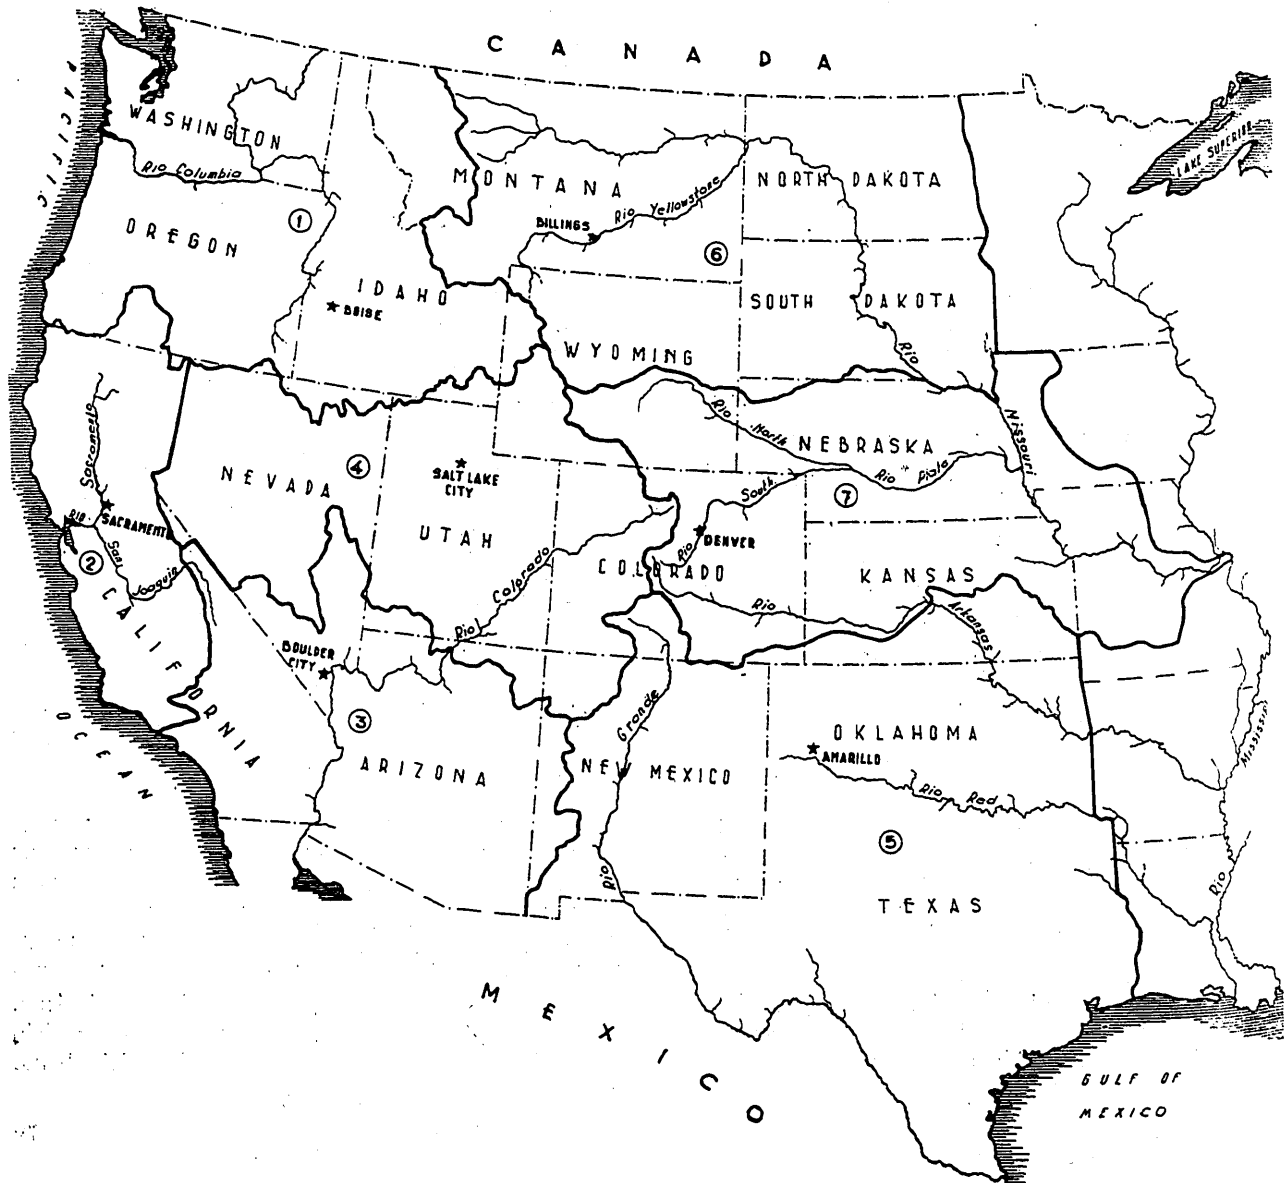 CANADA
PACIFIC
OCEAN
WASHINGTON
Rio Columbia
OREGON
1
MONTANA
BILLINGS
Rio Yellowstone
6
NORTH DAKOTA
LAKE SUPERIOR
IDAHO
BOISE
SOUTH DAKOTA
Rio
Missouri
WYOMING
Rio North
NEBRASKA
Rio Plata
South
7
Sacramento
RIO
SACRAMENTO
San
Joaquin
2
CALIFORNIA
NEVADA
4
SALT LAKE
CITY
UTAH
Rio Colorado
COLORADO
Rio
DENVER
KANSAS
Rio
Arkansas
BOULDER
CITY
3
ARIZONA
NEW MEXICO
Rio Grande
OKLAHOMA
AMARILLO
Rio Red
5
TEXAS
Rio
Mississipi
MEXICO
GULF OF
MEXICO